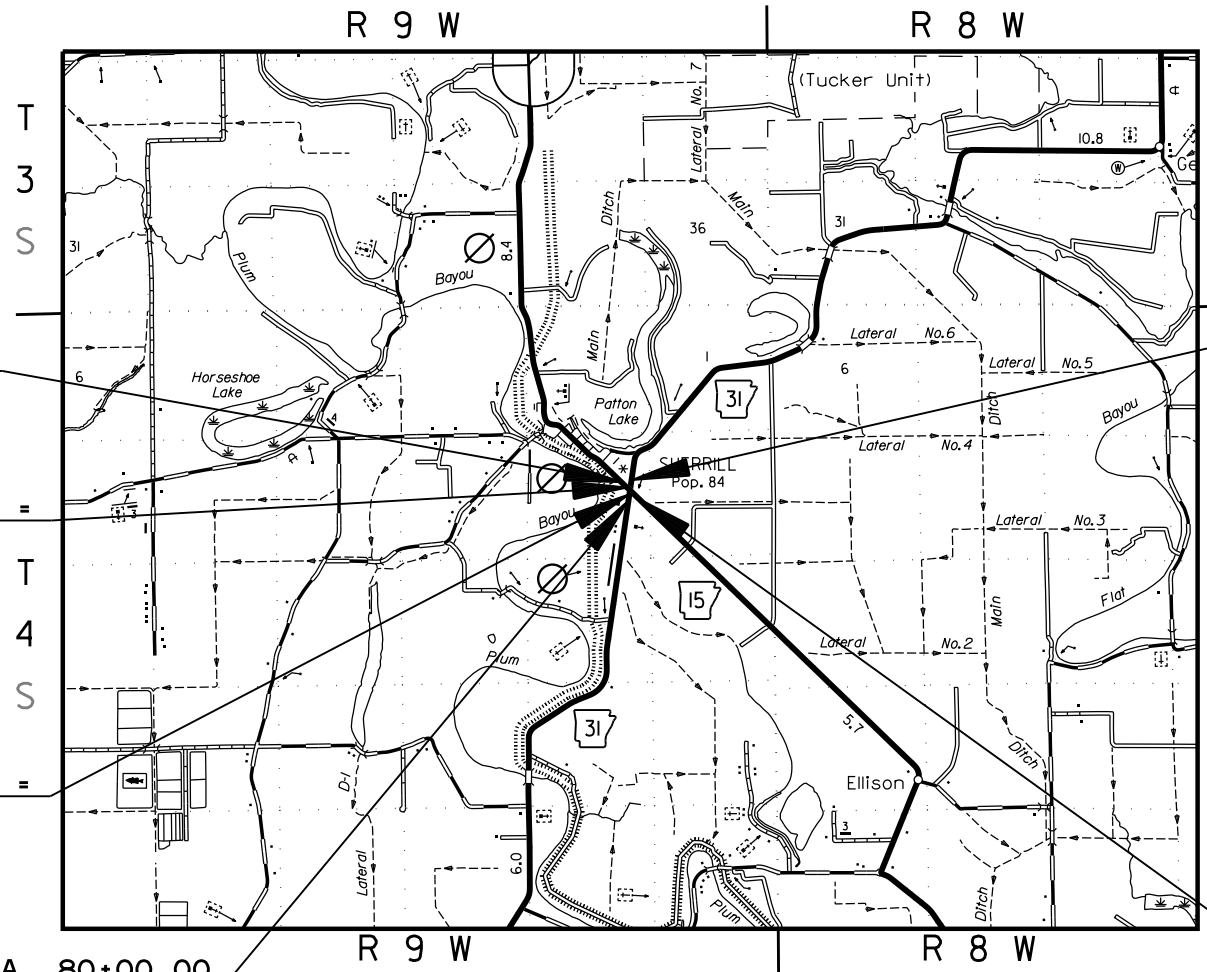 R 9 W
R 8 W
T
3
S
7
No.
Lateral
(Tucker Unit)
10.8
Ge
W
Main
Ditch
36
31
31
8.4
Plum
Bayou
Main
Lateral No.6
Lateral No.5
6
6
Horseshoe
Lake
Patton
Lake
31
Ditch
Bayou
Lateral No.4
SHERRILL
Pop. 84
=
3
Bayou
Lateral No.3
T
4
S
15
Flat
Main
Lateral No.2
Plum
31
5.7
Ditch
D-1
=
Ellison
3
6.0
Lateral
Plum
Ditch
R 9 W
R 8 W
A 80+00.00